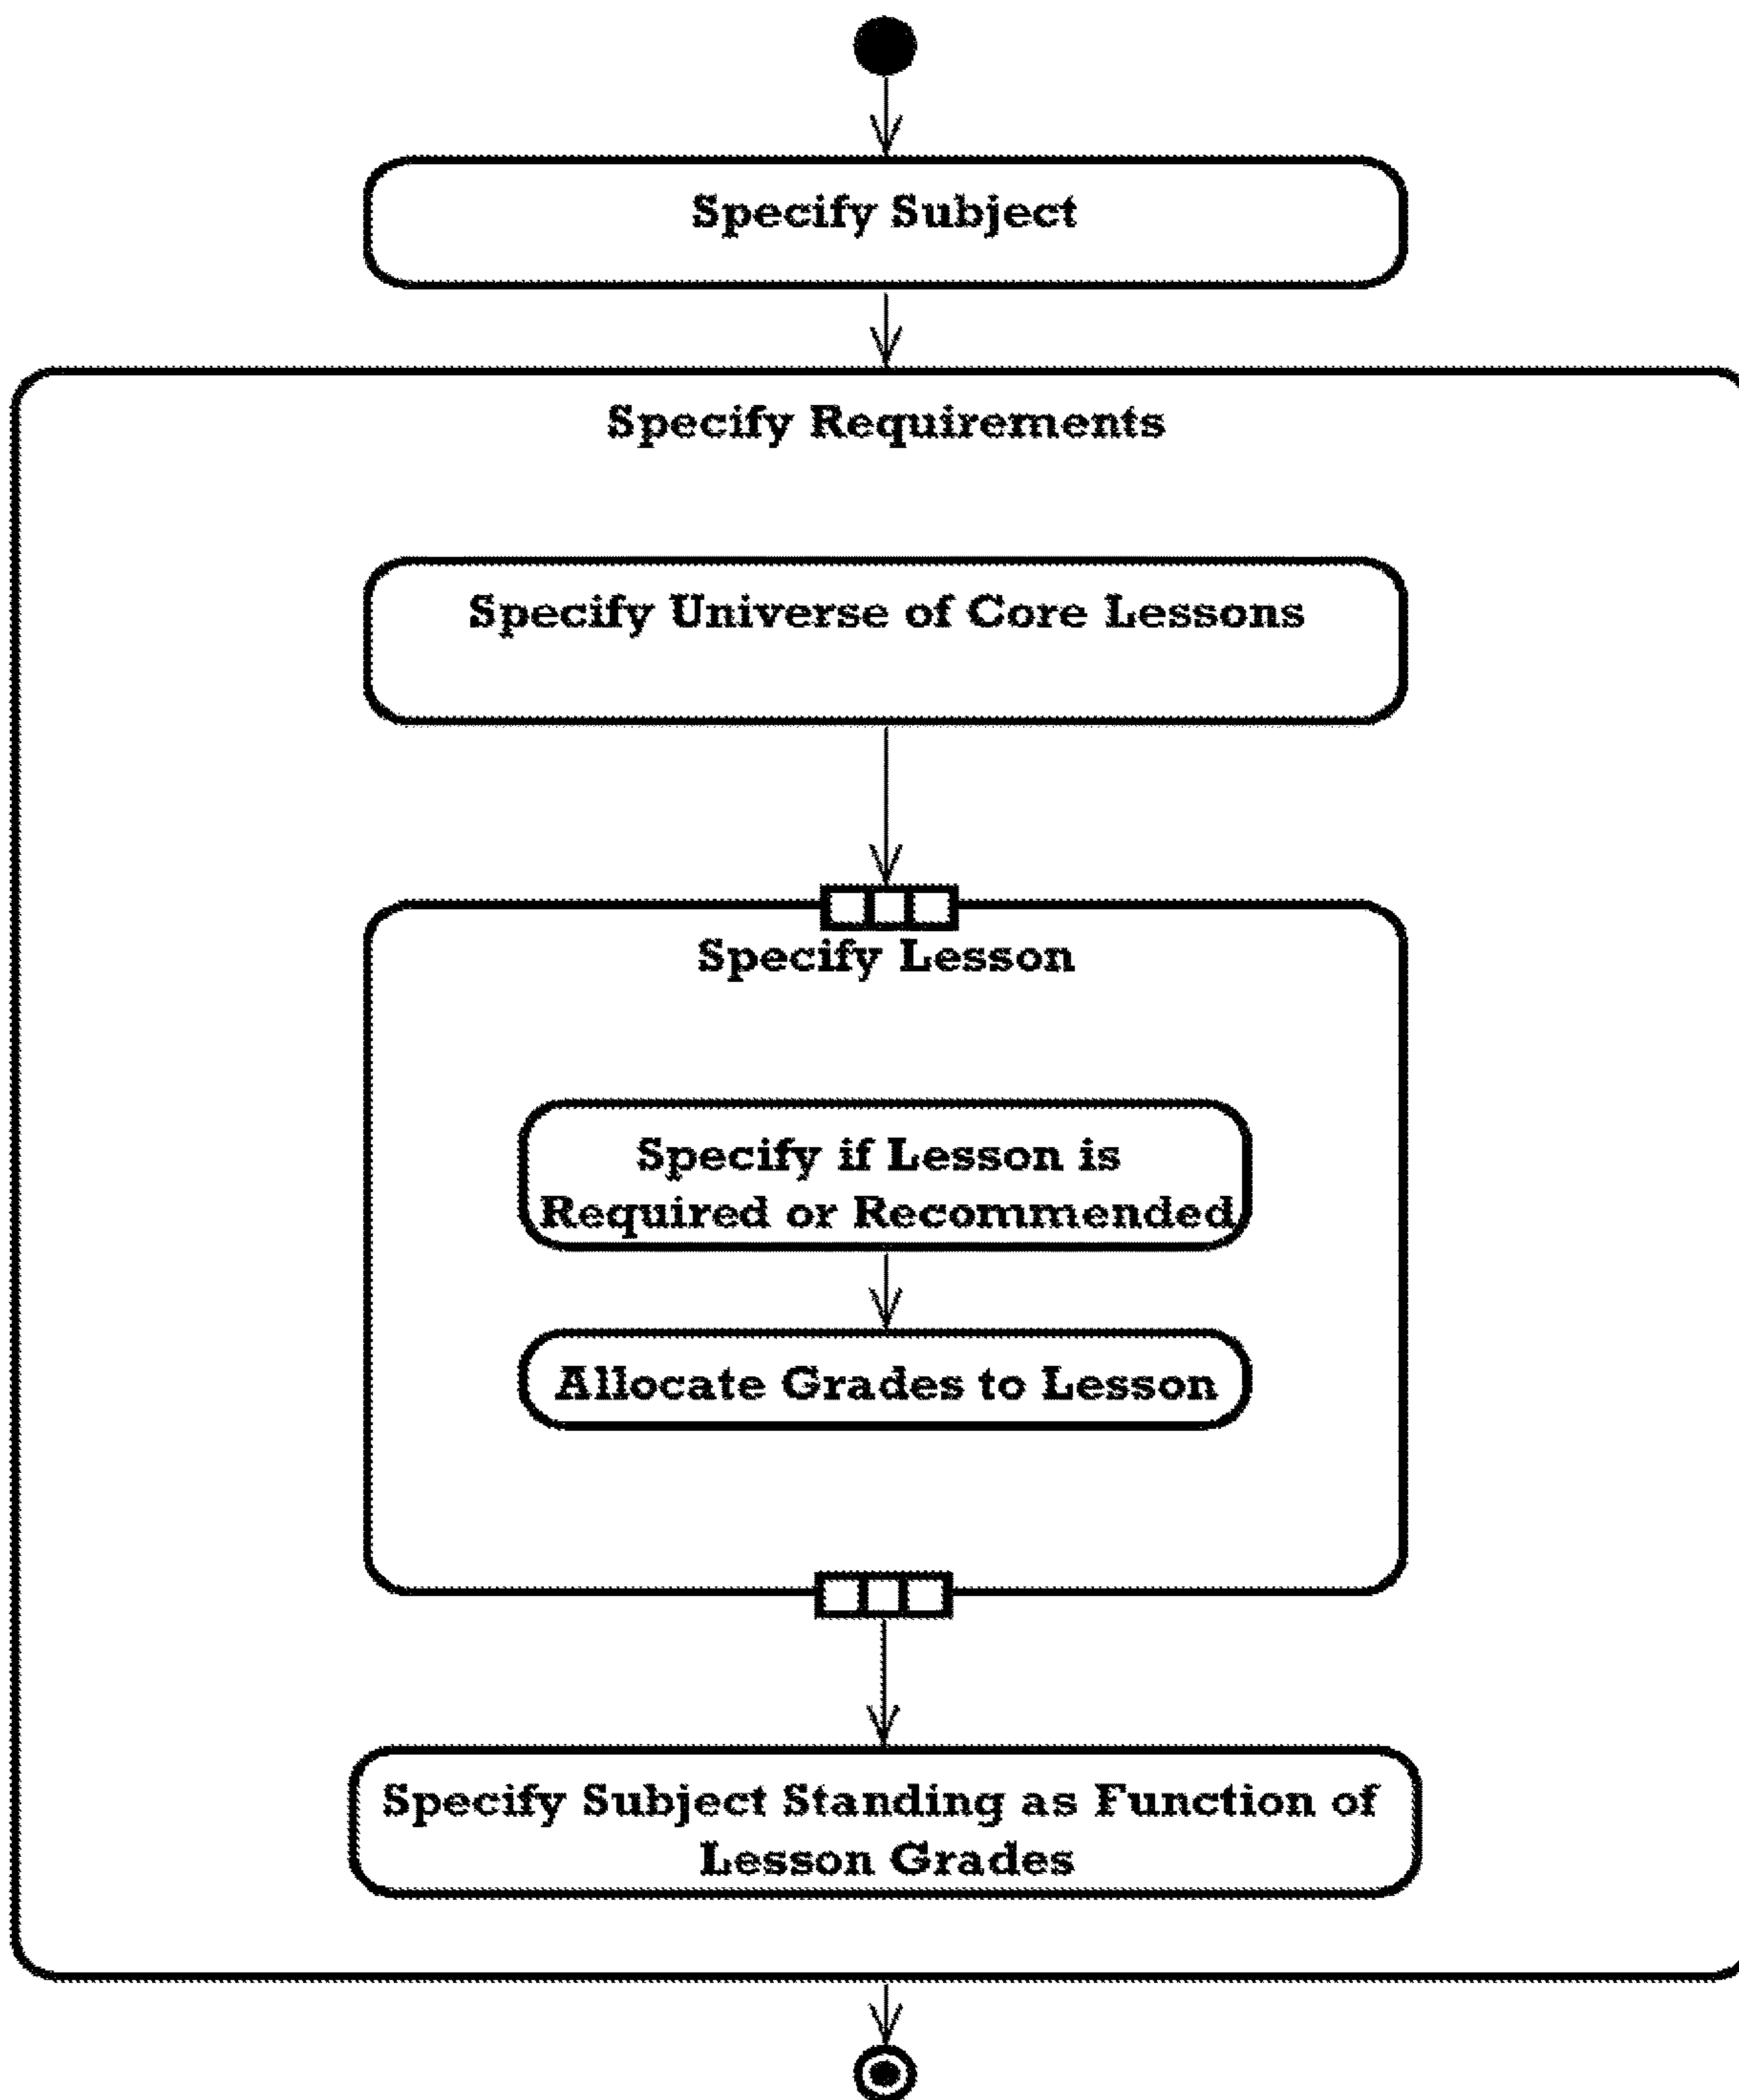 Specify Subject
Specify Requirements
Specify Universe of Core Lessons
Specify Lesson
Specify if Lesson is
Required or Recommended
Allocate Grades to Lesson
Specify Subject Standing as Function of
Lesson Grades